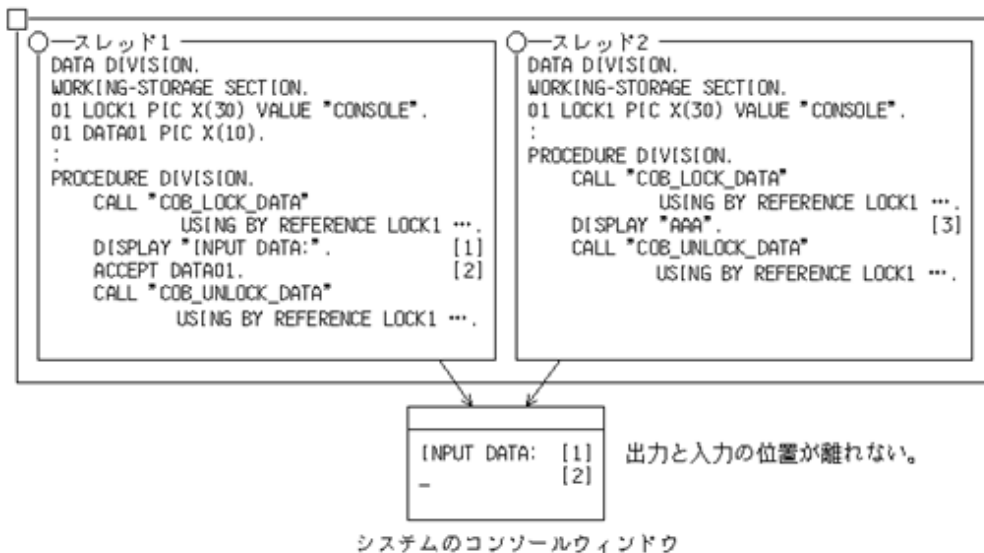 スレッド1
DATA DIVISION.
WORKING-STORAGE SECTION.
01 LOCK1 PIC X(30) VALUE "CONSOLE".
01 DATA01 PIC X(10).
:
PROCEDURE DIVISION.
CALL "COB_LOCK_DATA"
USING BY REFERENCE LOCK1 ….
DISPLAY "INPUT DATA:". [1]
ACCEPT DATA01. [2]
CALL "COB_UNLOCK_DATA"
USING BY REFERENCE LOCK1 ….
スレッド2
DATA DIVISION.
WORKING-STORAGE SECTION.
01 LOCK1 PIC X(30) VALUE "CONSOLE".
:
PROCEDURE DIVISION.
CALL "COB_LOCK_DATA"
USING BY REFERENCE LOCK1 ….
DISPLAY "AAA". [3]
CALL "COB_UNLOCK_DATA"
USING BY REFERENCE LOCK1 ….
INPUT DATA: [1]
_ [2]
出力と入力の位置が離れない。
システムのコンソールウィンドウ